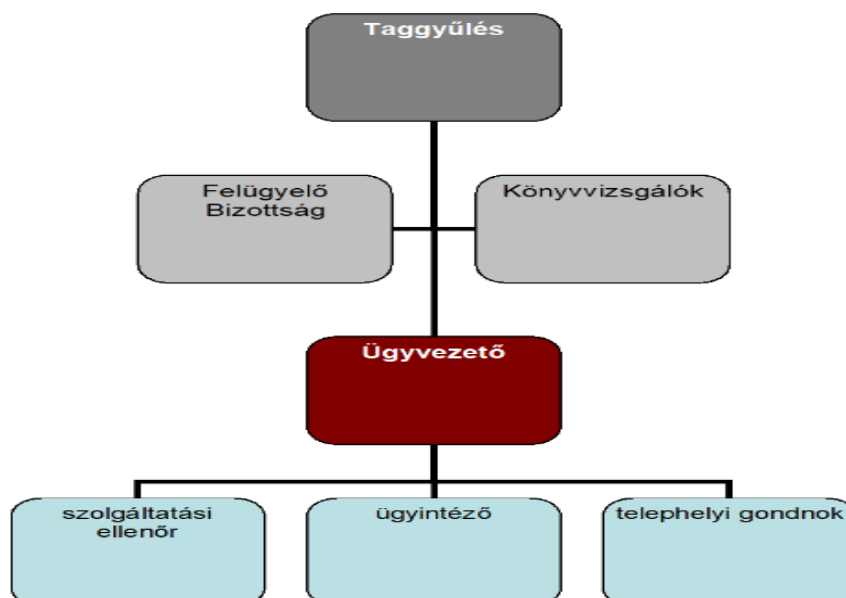 Taggyűlés
Felügyelő
Bizottság
Könyvvizsgálók
Ügyvezető
szolgáltatási
ellenőr
ügyintéző
telephelyi gondnok